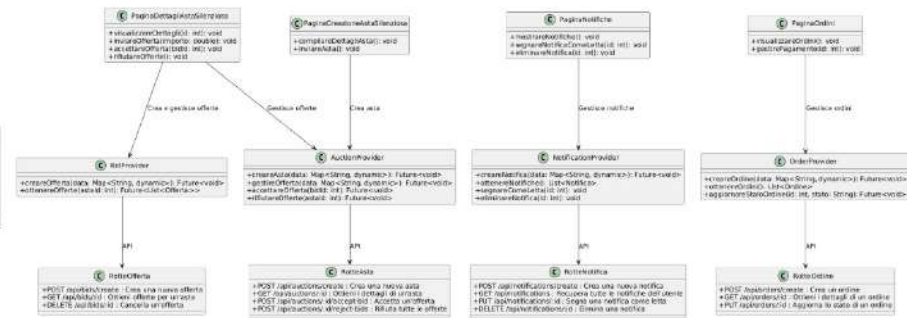 C PaginaDettagliAstaSilenziosa
+visualizzareDettagli(id: int): void
+inviareOfferta(importo: double): void
+accettareOfferta(bidId: int): void
+rifiutareOfferte(): void
C PaginaCreazioneAstaSilenziosa
+compilareDettagliAsta(): void
+inviareAsta(): void
C PaginaNotifiche
+mostrareNotifiche(): void
+segnareNotificaComeLetta(id: int): void
+eliminareNotifica(id: int): void
C PaginaOrdini
+visualizzareOrdini(): void
+gestirePagamento(id: int): void
Crea e gestisce offerte
Gestisce offerte
Crea asta
Gestisce notifiche
Gestisce ordini
C BidProvider
+creareOfferta(data: Map<String, dynamic>): Future<void>
+ottenereOfferte(astaId: int): Future<List<Offerta>>
C AuctionProvider
+creareAsta(data: Map<String, dynamic>): Future<void>
+gestireOfferta(data: Map<String, dynamic>): Future<void>
+accettareOfferta(bidId: int): Future<void>
+rifiutareOfferte(astaId: int): Future<void>
C NotificationProvider
+creareNotifica(data: Map<String, dynamic>): Future<void>
+ottenereNotifiche(): List<Notifica>
+segnareComeLetta(id: int): void
+eliminareNotifica(id: int): void
C OrderProvider
+creareOrdine(data: Map<String, dynamic>): Future<void>
+ottenereOrdini(): List<Ordine>
+aggiornareStatoOrdine(id: int, stato: String): Future<void>
API
API
API
API
C RotteOfferta
+POST /api/bids/create : Crea una nuova offerta
+GET /api/bids/:id : Ottieni offerte per un'asta
+DELETE /api/bids/:id : Cancella un'offerta
C RotteAsta
+POST /api/auctions/create : Crea una nuova asta
+GET /api/auctions/:id : Ottieni i dettagli di un'asta
+POST /api/auctions/:id/accept-bid : Accetta un'offerta
+POST /api/auctions/:id/reject-bids : Rifiuta tutte le offerte
C RotteNotifica
+POST /api/notifications/create : Crea una nuova notifica
+GET /api/notifications : Recupera tutte le notifiche dell'utente
+PUT /api/notifications/:id : Segna una notifica come letta
+DELETE /api/notifications/:id : Elimina una notifica
C RotteOrdine
+POST /api/orders/create : Crea un ordine
+GET /api/orders/:id : Ottieni i dettagli di un ordine
+PUT /api/orders/:id : Aggiorna lo stato di un ordine